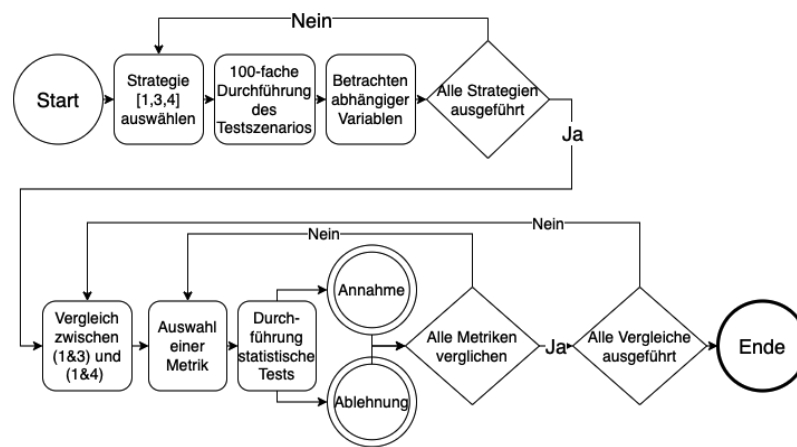 Nein
Start
Strategie
[1,3,4]
auswählen
100-fache
Durchführung
des
Testszenarios
Betrachten
abhängiger
Variablen
Alle Strategien
ausgeführt
Ja
Nein
Nein
Vergleich
zwischen
(1&3) und
(1&4)
Auswahl
einer
Metrik
Durch-
führung
statistische
Tests
Annahme
Ablehnung
Alle Metriken
verglichen
Ja
Alle Vergleiche
ausgeführt
Ende